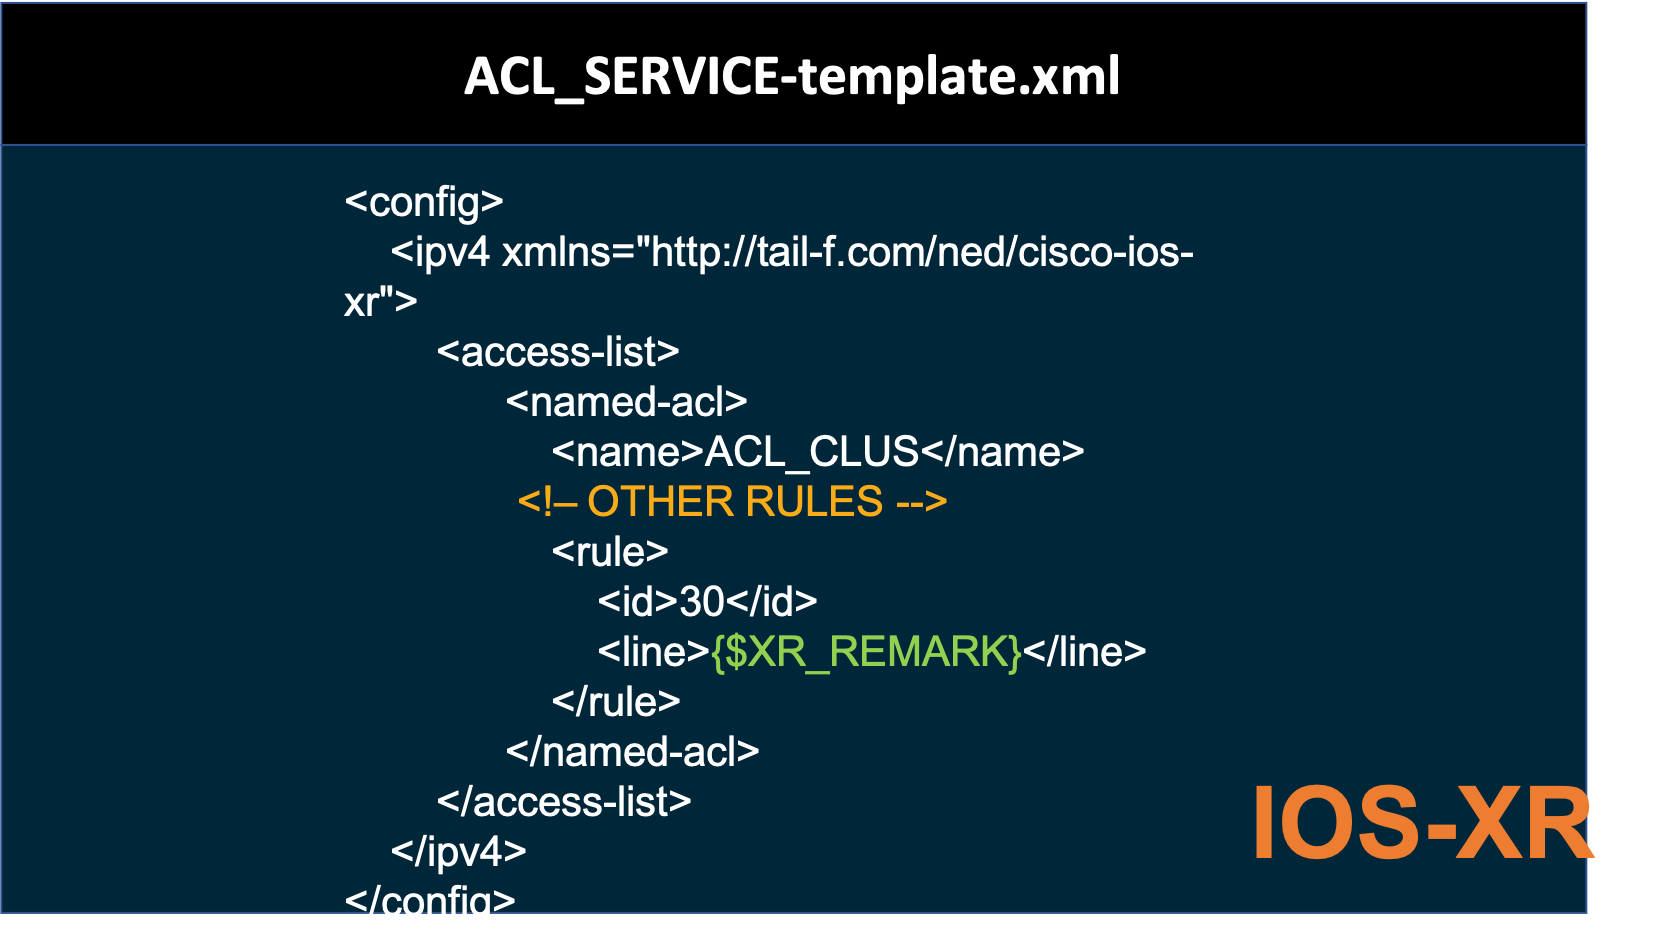 ACL_SERVICE-template.xml
<config>
<ipv4 xmlns="http://tail-f.com/ned/cisco-ios-
xr">
<access-list>
<named-acl>
<name>ACL_CLUS</name>
<!– OTHER RULES -->
<rule>
<id>30</id>
<line>{$XR_REMARK}</line>
</rule>
</named-acl>
</access-list>
</ipv4>
</config>
IOS-XR